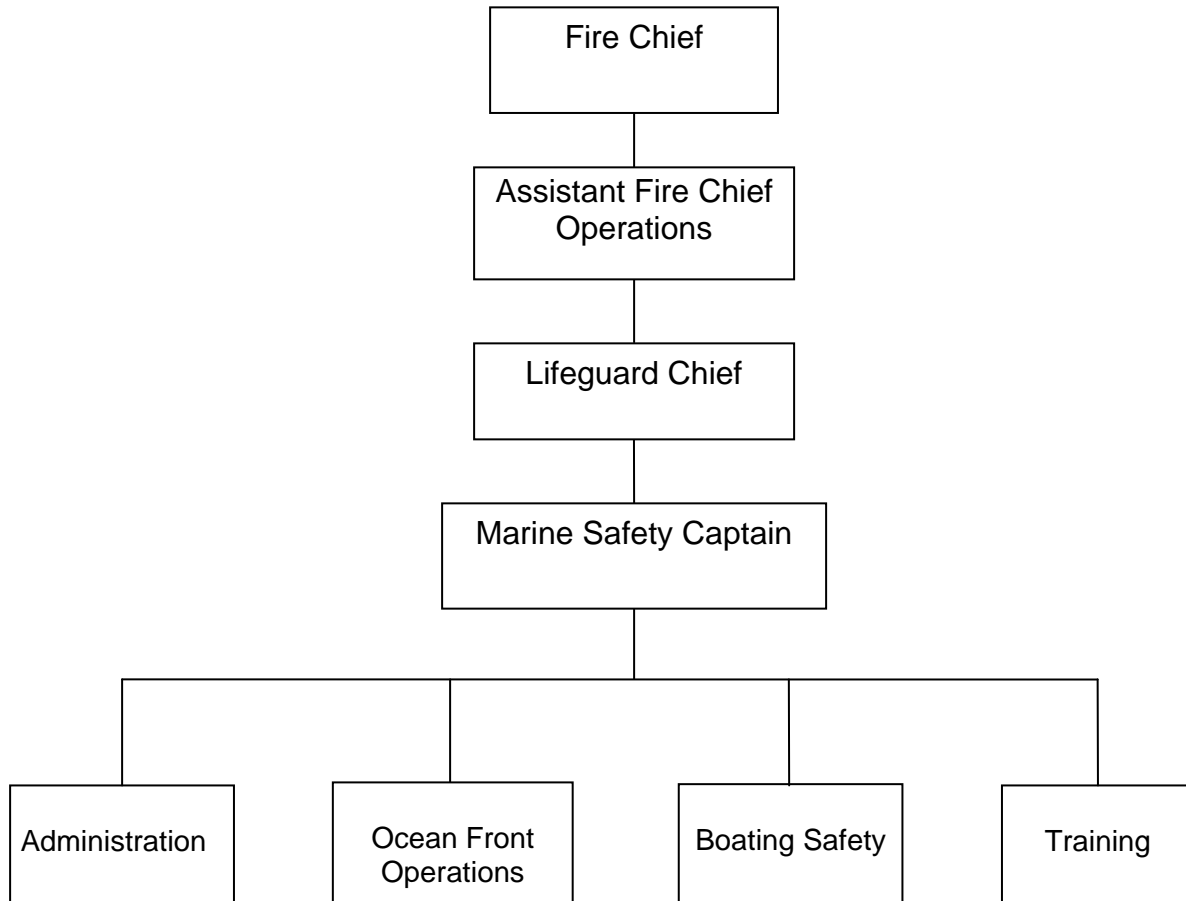 Fire Chief
Assistant Fire Chief
Operations
Lifeguard Chief
Marine Safety Captain
Administration
Ocean Front
Operations
Boating Safety
Training